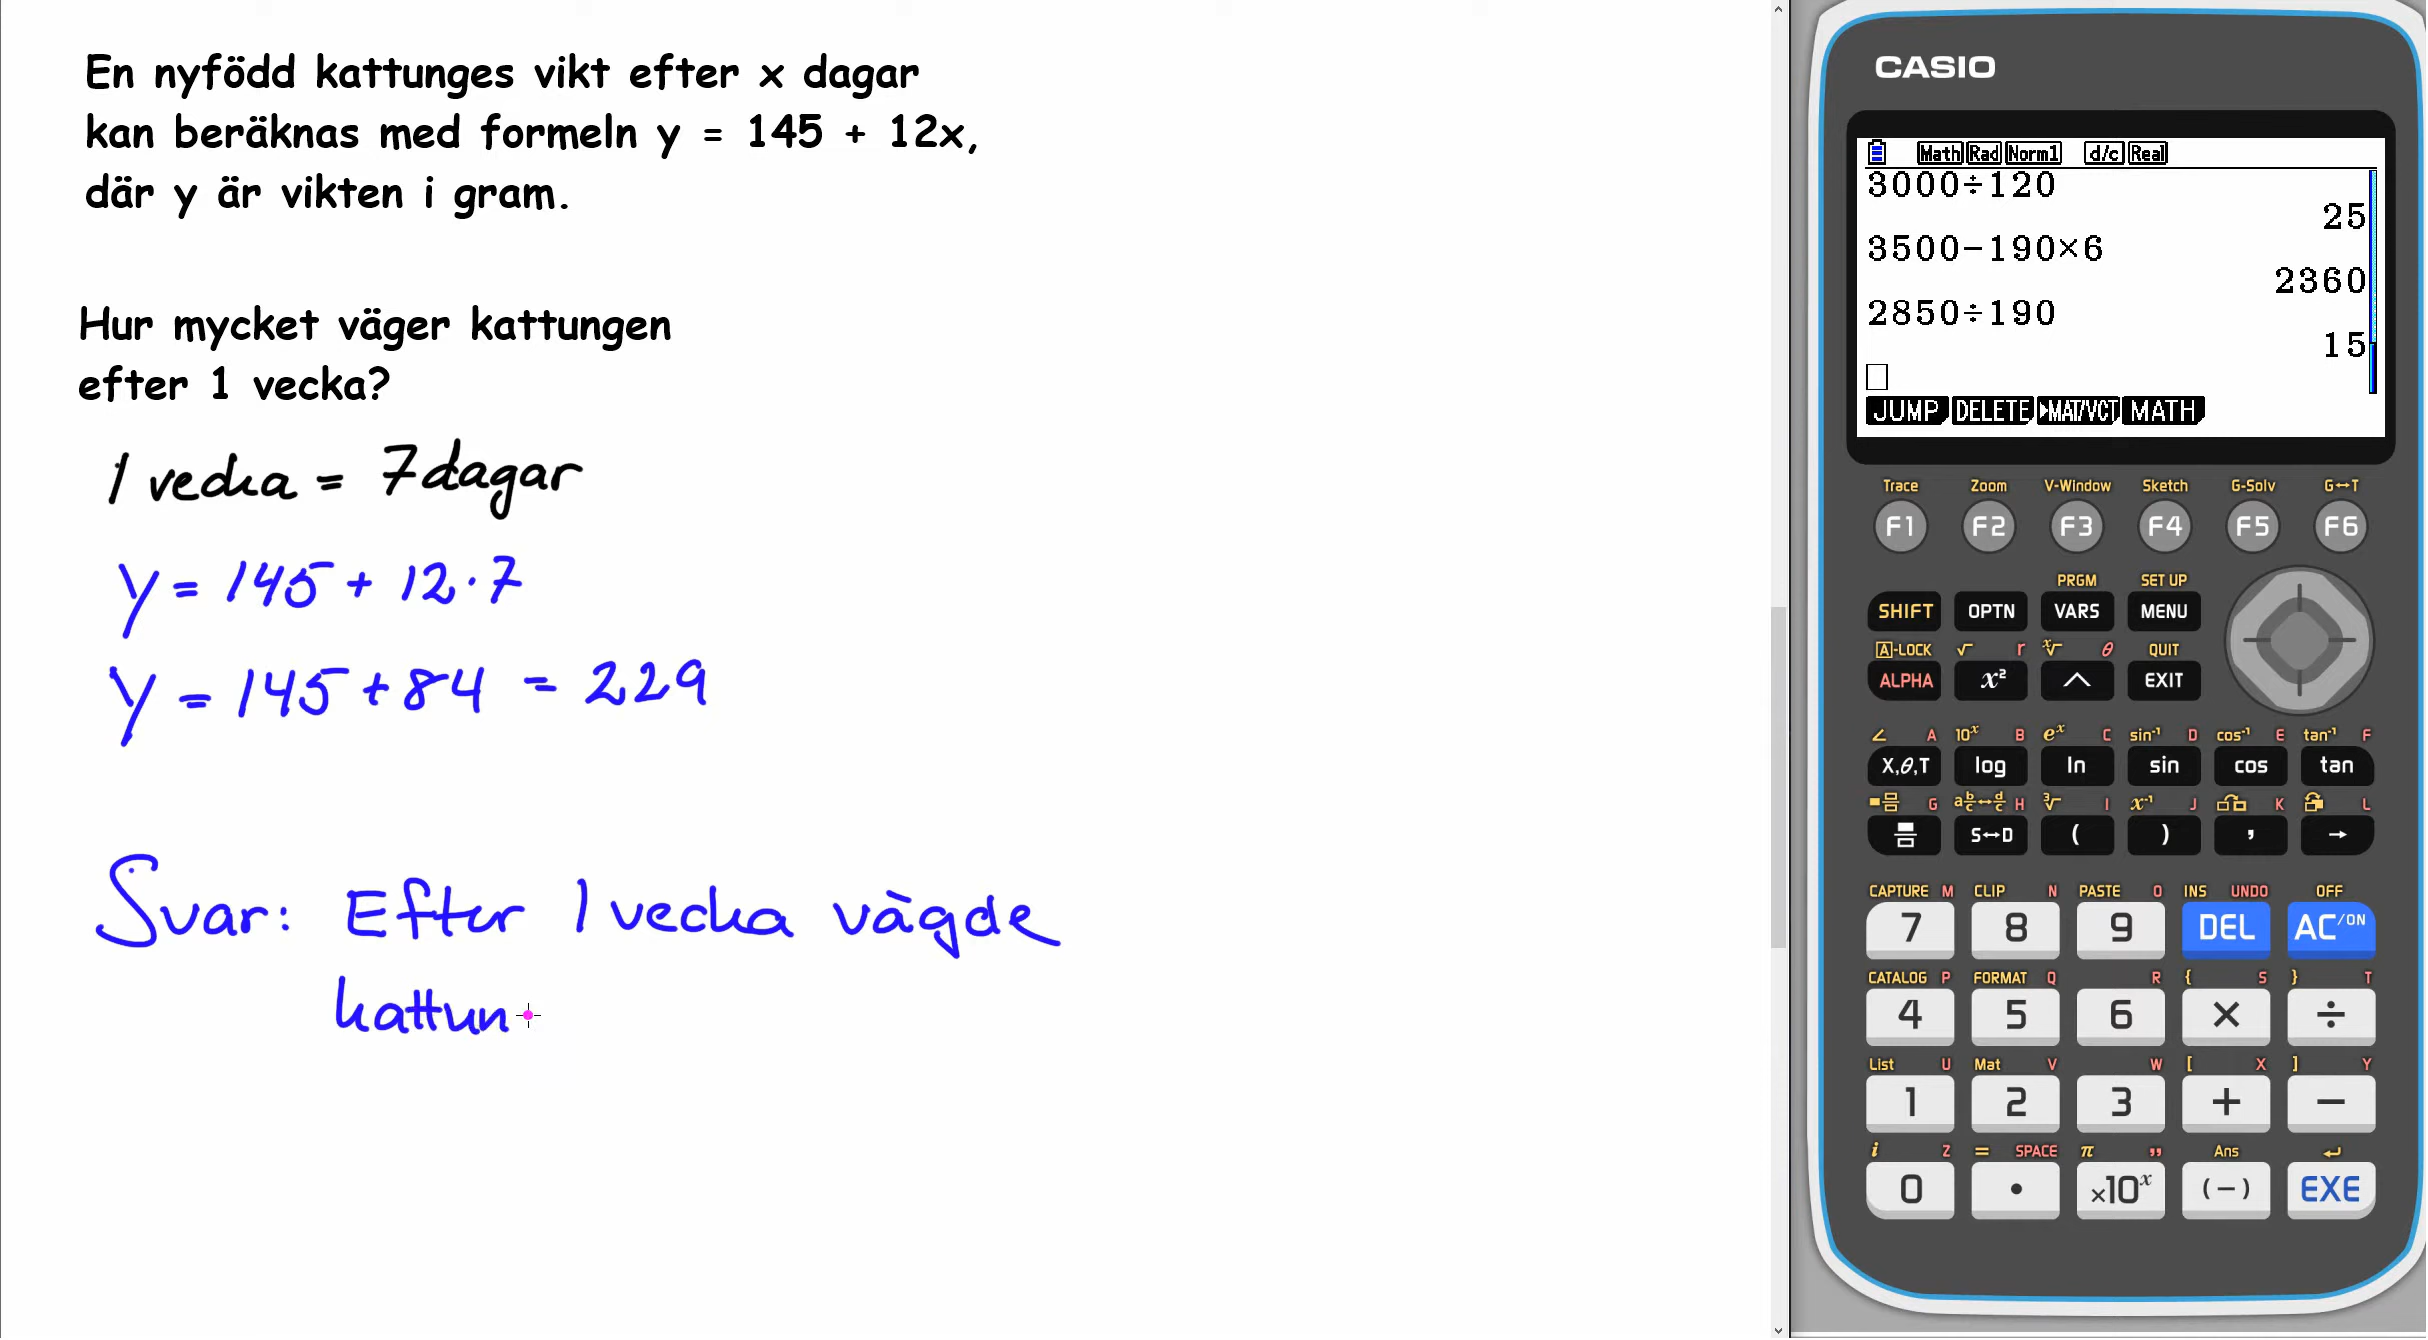 En nyfödd kattunges vikt efter x dagar
kan beräknas med formeln y = 145 + 12x,
där y är vikten i gram.
Hur mycket väger kattungen
efter 1 vecka?
1 vecka = 7 dagar
y = 145 + 12·7
y = 145 + 84 = 229
Svar: Efter 1 vecka vägde
kattun
CASIO
Math Rad Norm1 d/c Real
3000÷120
25
3500−190×6
2360
2850÷190
15
JUMP DELETE ▶MAT/VCT MATH
Trace Zoom V-Window Sketch G-Solv G↔T
F1 F2 F3 F4 F5 F6
PRGM SET UP
SHIFT OPTN VARS MENU
A-LOCK √ r ˣ√ θ QUIT
ALPHA x² ^ EXIT
∠ A 10ˣ B eˣ C sin⁻¹ D cos⁻¹ E tan⁻¹ F
X,θ,T log ln sin cos tan
G a b/c↔d/c H ³√ I x⁻¹ J K L
S↔D ( ) , →
CAPTURE M CLIP N PASTE O INS UNDO OFF
7 8 9 DEL AC/ON
CATALOG P FORMAT Q R { S } T
4 5 6 × ÷
List U Mat V W [ X ] Y
1 2 3 + −
i Z = SPACE π " Ans ↵
0 • ×10ˣ (−) EXE